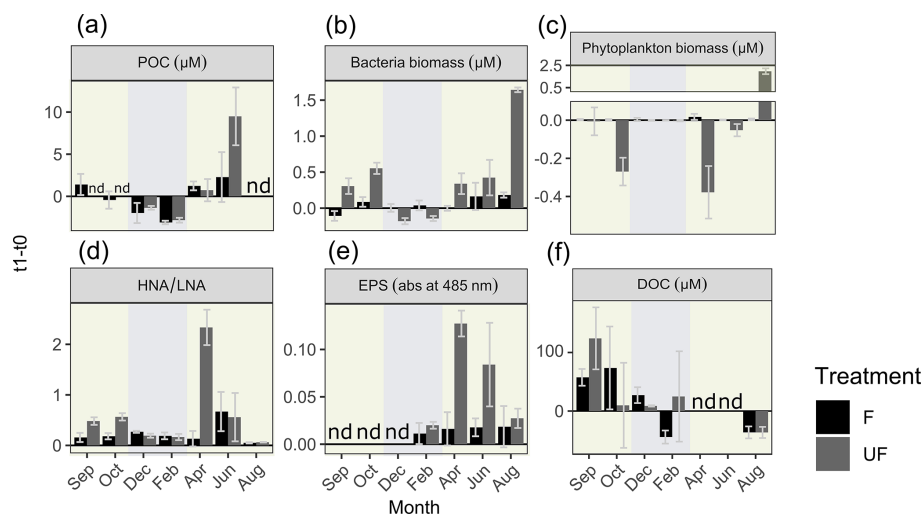 (a)
POC (µM)
10
5
0
nd nd
nd
(b)
Bacteria biomass (µM)
1.5
1.0
0.5
0.0
(c)
Phytoplankton biomass (µM)
2.5
0.5
0.0
-0.2
-0.4
t1-t0
(d)
HNA/LNA
2
1
0
Sep Oct Dec Feb Apr Jun Aug
(e)
EPS (abs at 485 nm)
0.10
0.05
0.00
nd nd nd
Sep Oct Dec Feb Apr Jun Aug
(f)
DOC (µM)
100
0
nd nd
Sep Oct Dec Feb Apr Jun Aug
Month
Treatment
F
UF